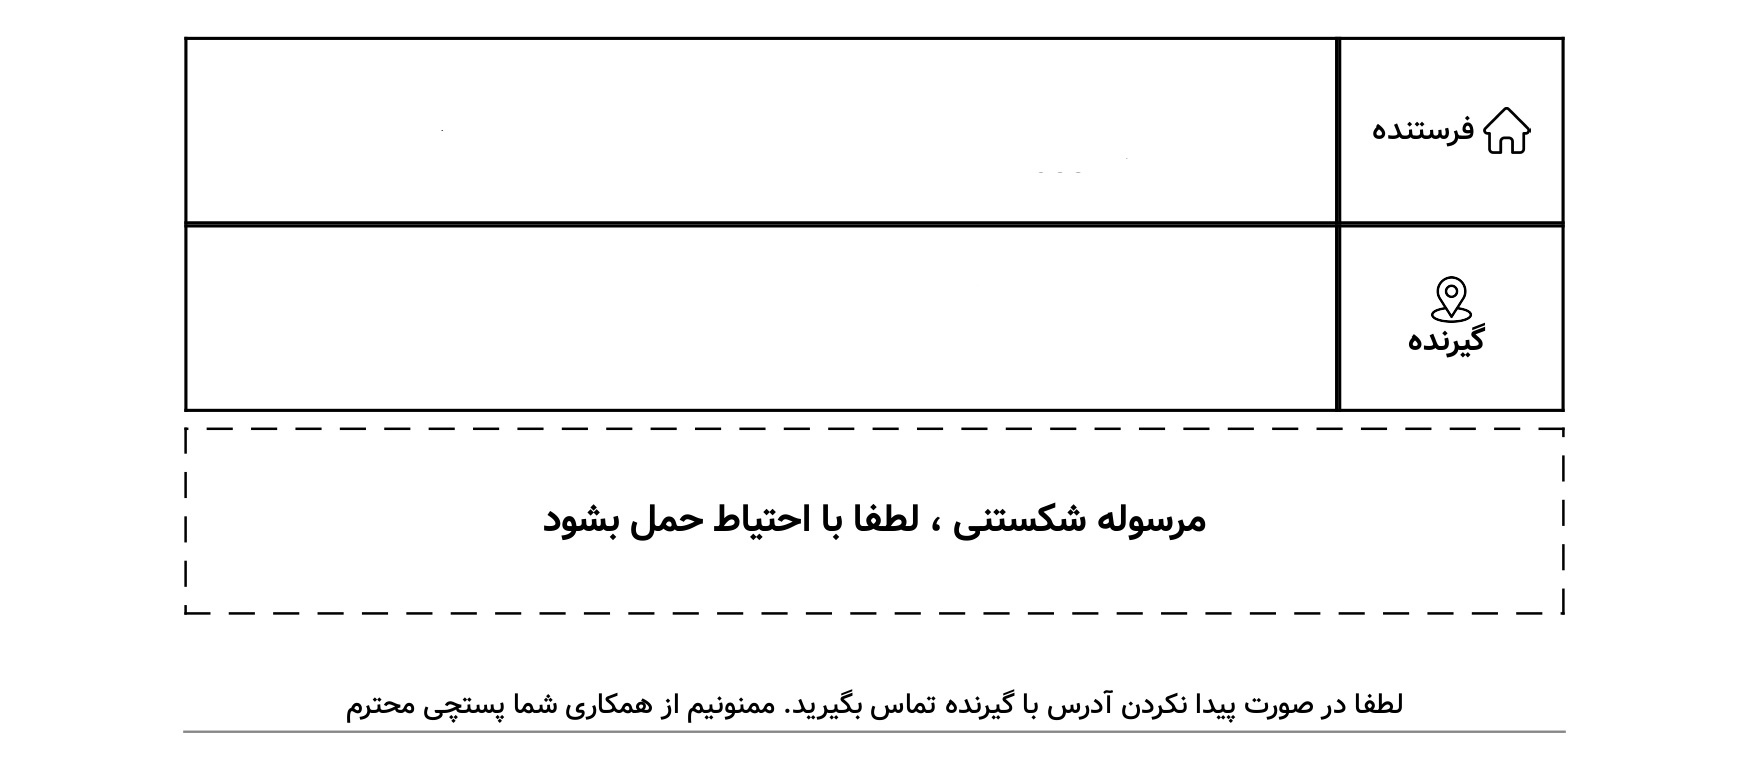 فرستنده
گیرنده
مرسوله شکستنی ، لطفا با احتیاط حمل بشود
لطفا در صورت پیدا نکردن آدرس با گیرنده تماس بگیرید. ممنونیم از همکاری شما پستچی محترم